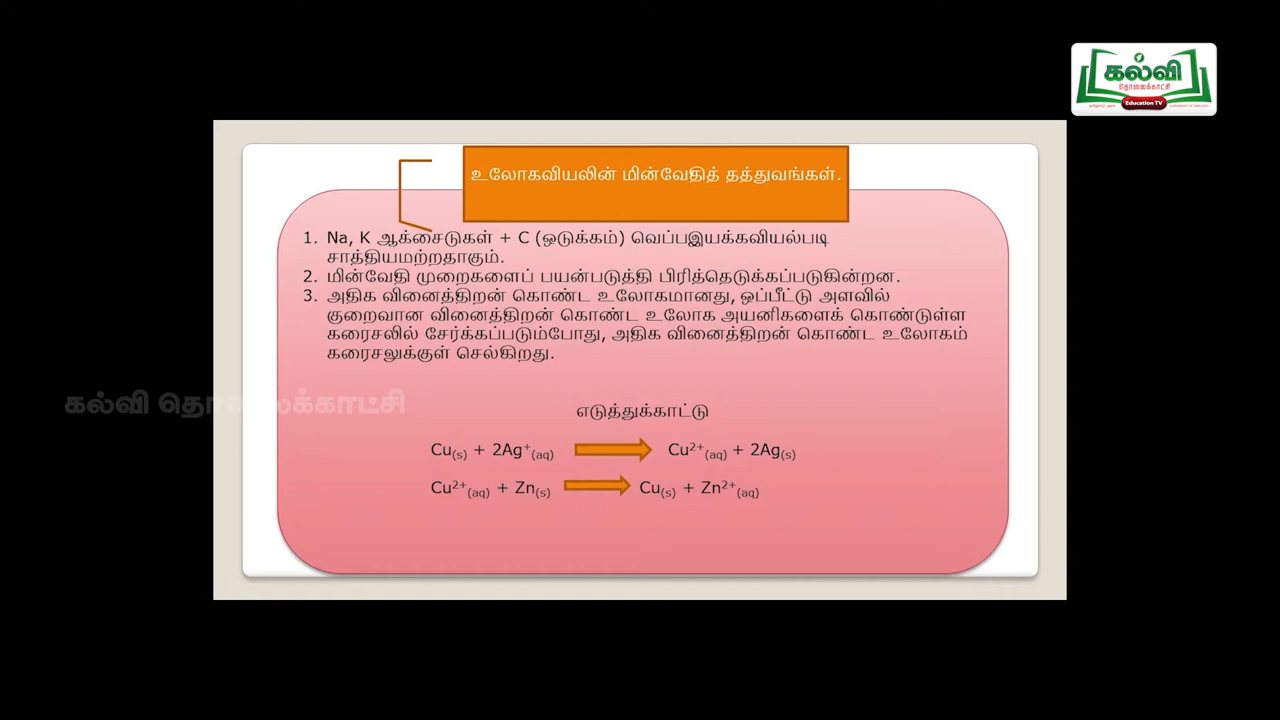 கல்வி
தொலைக்காட்சி
Education TV
உலோகவியலின் மின்வேதித் தத்துவங்கள்.
1. Na, K ஆக்சைடுகள் + C (ஒடுக்கம்) வெப்பஇயக்கவியல்படி
சாத்தியமற்றதாகும்.
2. மின்வேதி முறைகளைப் பயன்படுத்தி பிரித்தெடுக்கப்படுகின்றன.
3. அதிக வினைத்திறன் கொண்ட உலோகமானது, ஒப்பீட்டு அளவில்
குறைவான வினைத்திறன் கொண்ட உலோக அயனிகளைக் கொண்டுள்ள
கரைசலில் சேர்க்கப்படும்போது, அதிக வினைத்திறன் கொண்ட உலோகம்
கரைசலுக்குள் செல்கிறது.
கல்வி தொலைக்காட்சி
எடுத்துக்காட்டு
Cu₍s₎ + 2Ag⁺₍aq₎ ➡ Cu²⁺₍aq₎ + 2Ag₍s₎
Cu²⁺₍aq₎ + Zn₍s₎ ➡ Cu₍s₎ + Zn²⁺₍aq₎